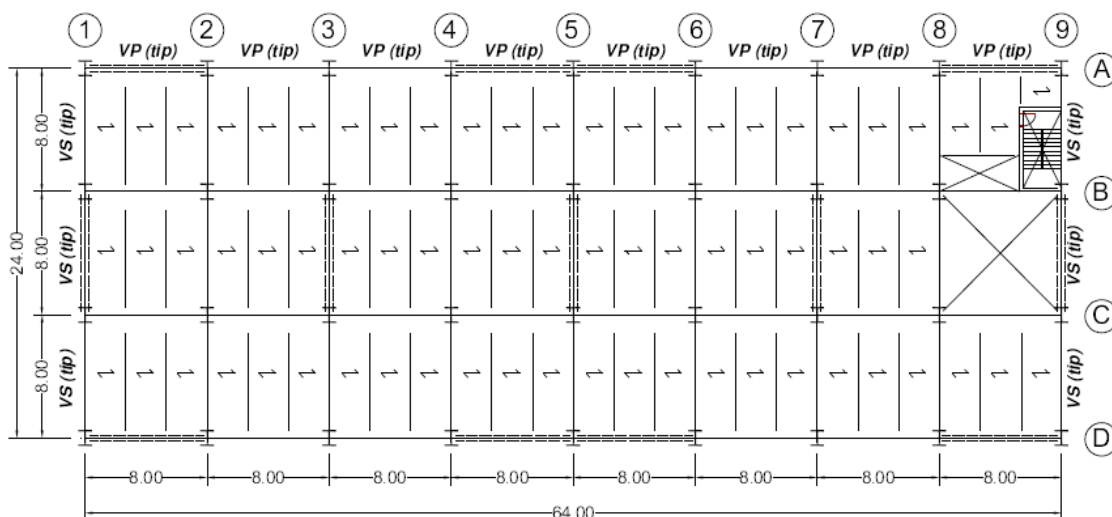 1 2 3 4 5 6 7 8 9
VP (tip) VP (tip) VP (tip) VP (tip) VP (tip) VP (tip) VP (tip) VP (tip)
A
8.00 VS (tip) VS (tip)
B
24.00 8.00 VS (tip) VS (tip)
C
8.00 VS (tip) VS (tip)
D
8.00 8.00 8.00 8.00 8.00 8.00 8.00 8.00
64.00